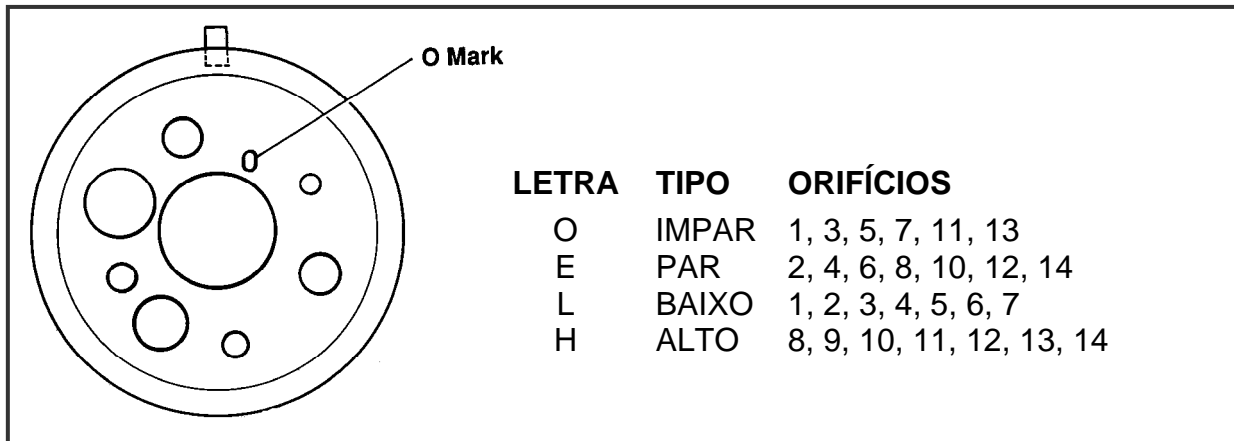 O Mark
O
LETRA TIPO ORIFÍCIOS
O IMPAR 1, 3, 5, 7, 11, 13
E PAR 2, 4, 6, 8, 10, 12, 14
L BAIXO 1, 2, 3, 4, 5, 6, 7
H ALTO 8, 9, 10, 11, 12, 13, 14